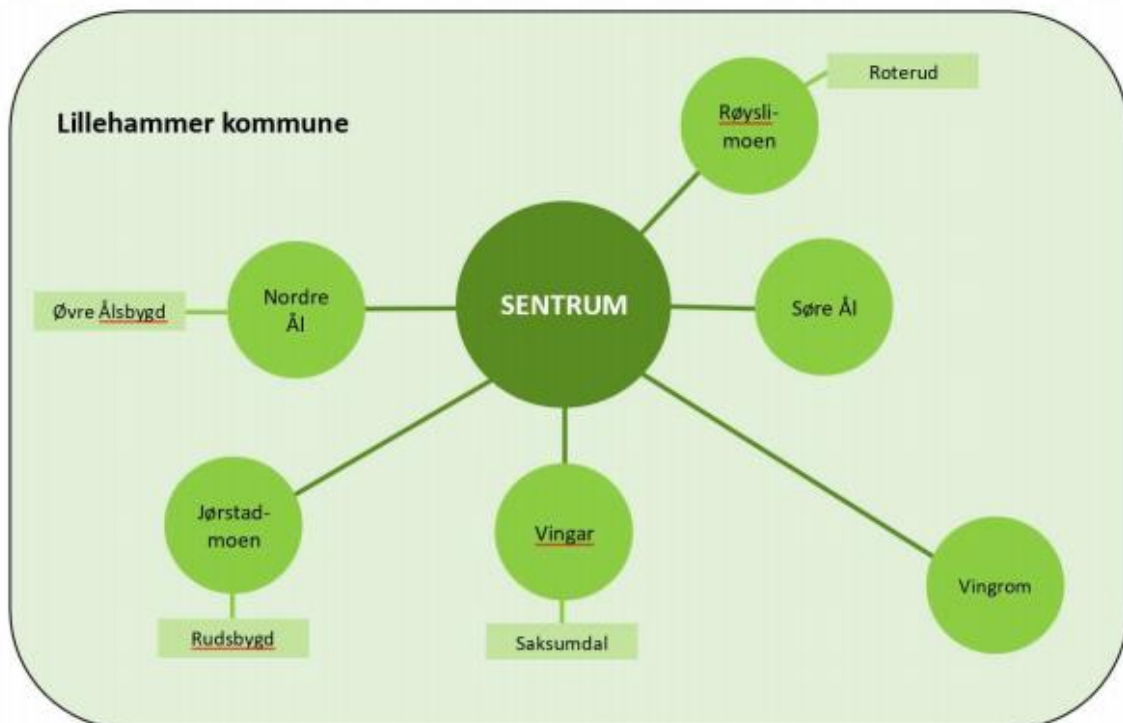 Lillehammer kommune
Røysli-
moen
Roterud
Øvre Ålsbygd
Nordre
Ål
SENTRUM
Søre Ål
Jørstad-
moen
Rudsbygd
Vingar
Saksumdal
Vingrom